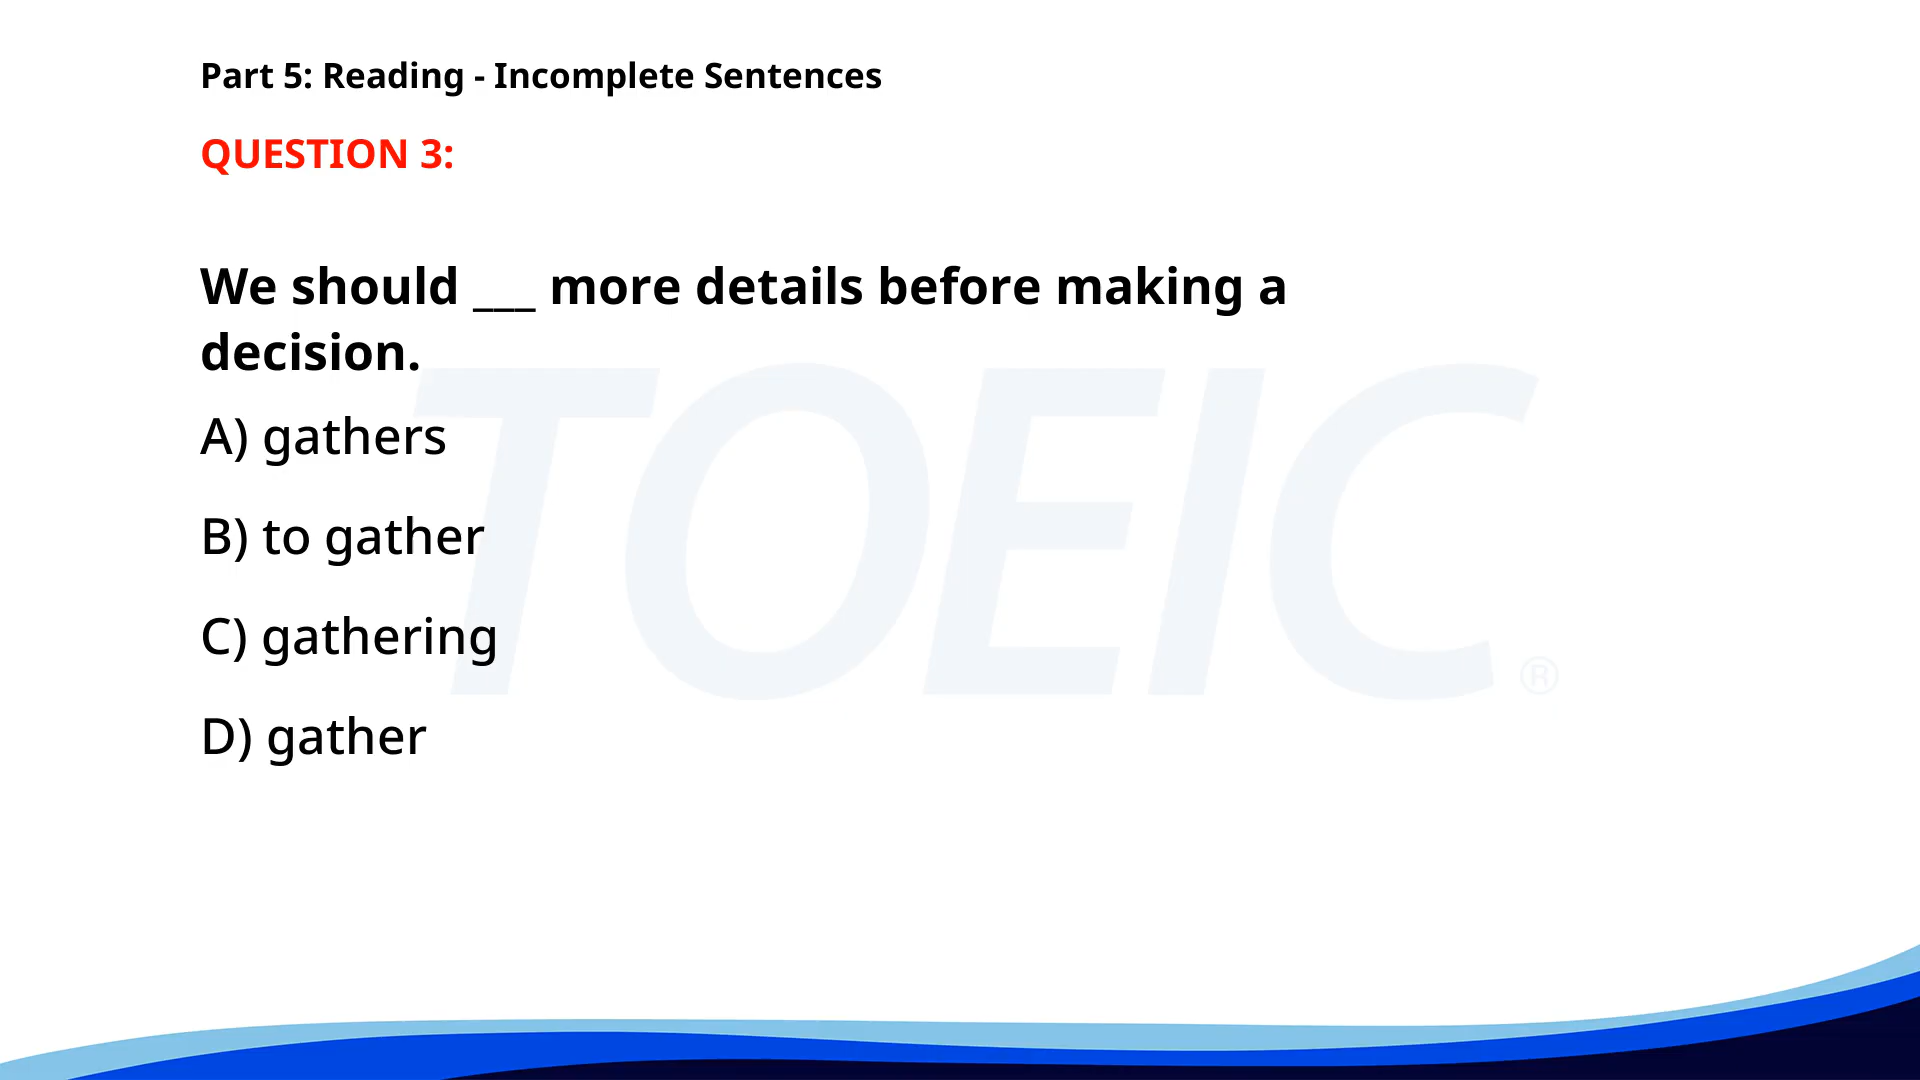 Part 5: Reading - Incomplete Sentences
QUESTION 3:
We should ___ more details before making a
decision.
A) gathers
B) to gather
C) gathering
D) gather
TOEIC®